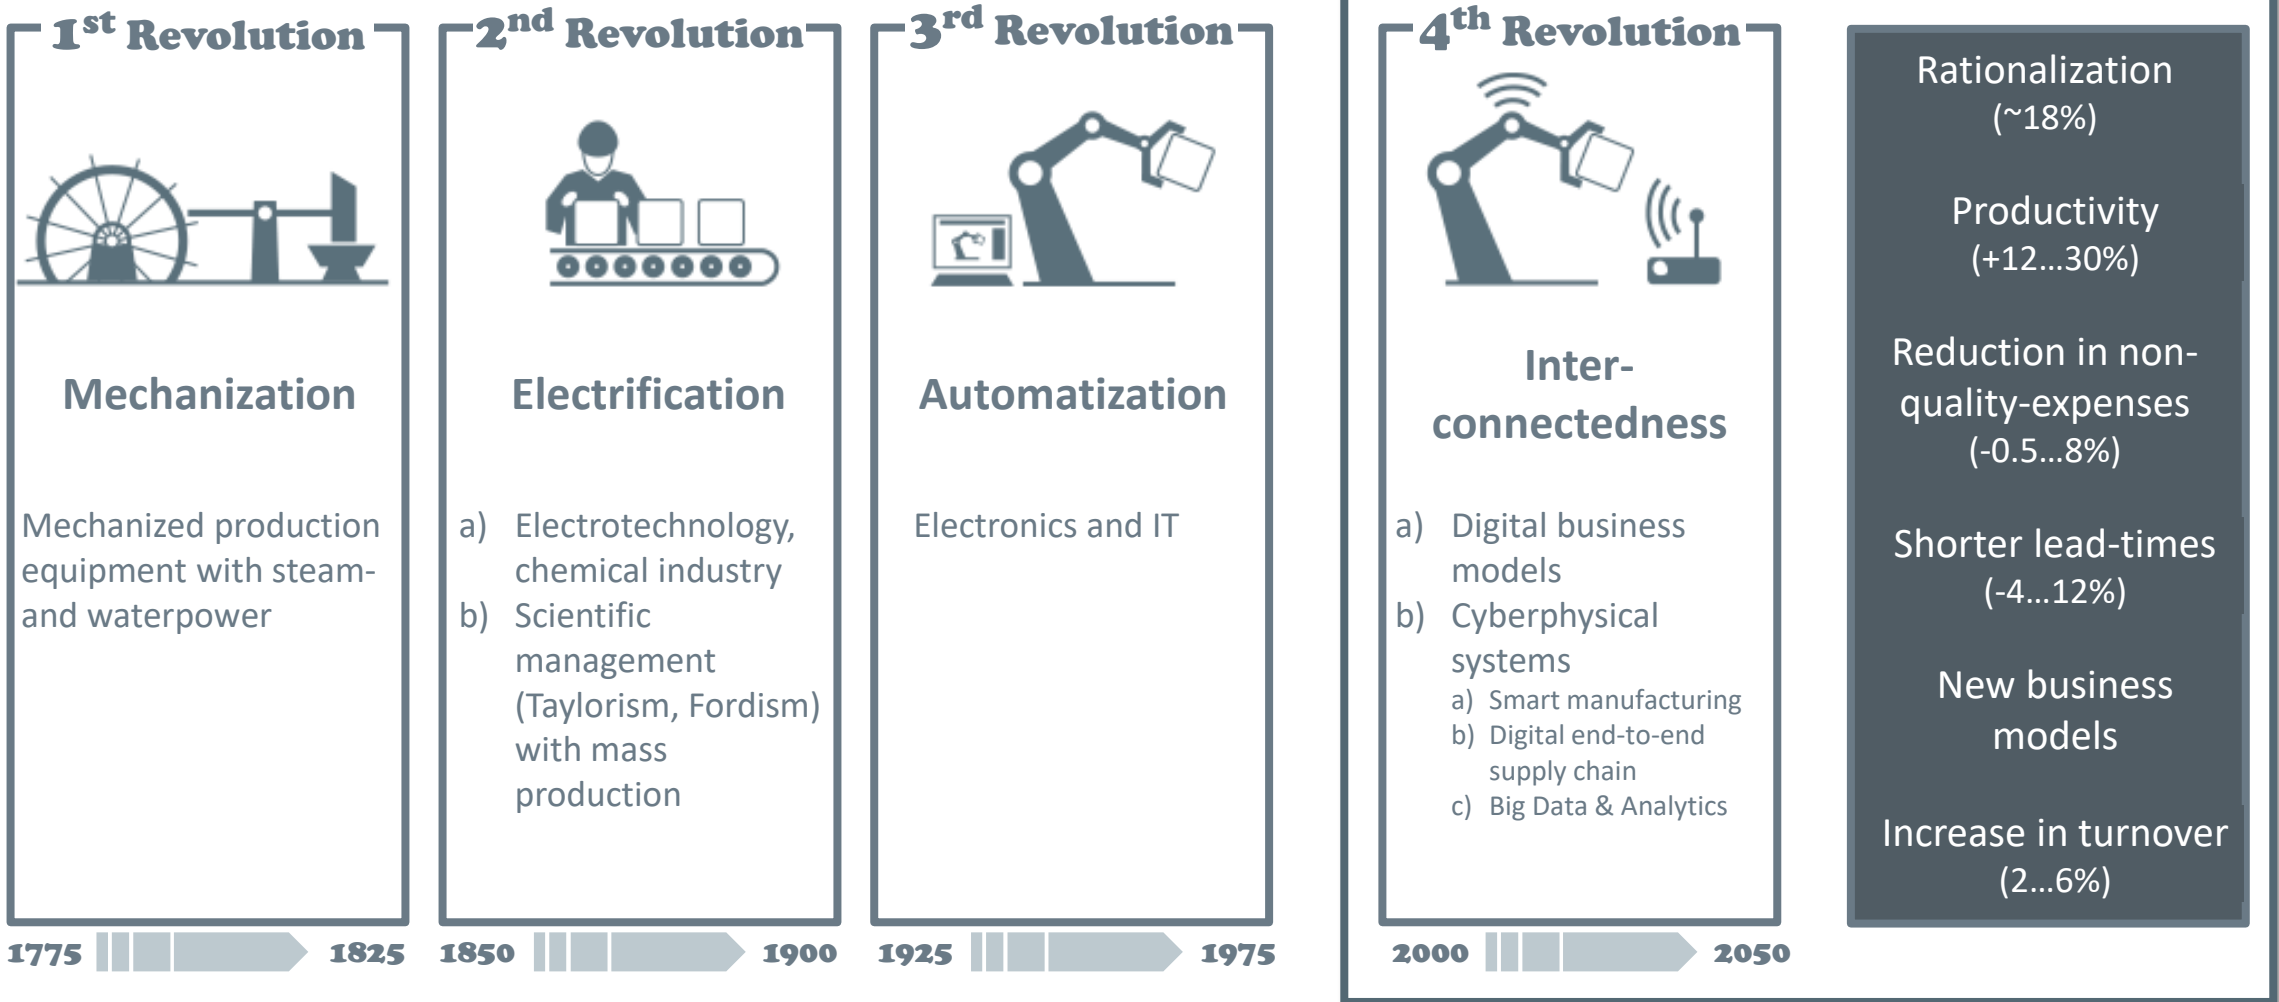 1st Revolution
Mechanization
Mechanized production
equipment with steam-
and waterpower
1775
1825
2nd Revolution
Electrification
a) Electrotechnology,
chemical industry
b) Scientific
management
(Taylorism, Fordism)
with mass
production
1850
1900
3rd Revolution
Automatization
Electronics and IT
1925
1975
4th Revolution
Inter-
connectedness
a) Digital business
models
b) Cyberphysical
systems
a) Smart manufacturing
b) Digital end-to-end
supply chain
c) Big Data & Analytics
2000
2050
Rationalization
(~18%)
Productivity
(+12...30%)
Reduction in non-
quality-expenses
(-0.5...8%)
Shorter lead-times
(-4...12%)
New business
models
Increase in turnover
(2...6%)